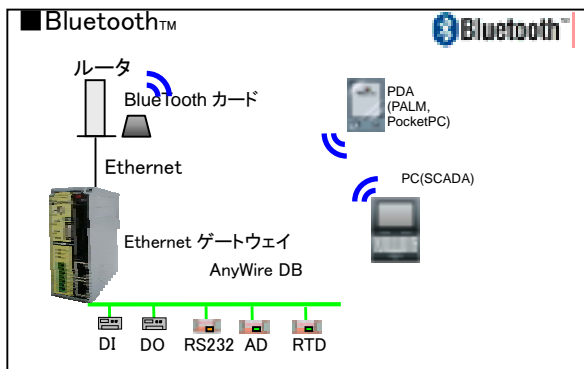 ■Bluetooth™
Bluetooth™
ルータ
BlueTooth カード
PDA
(PALM,
PocketPC)
Ethernet
PC(SCADA)
Ethernet ゲートウェイ
AnyWire DB
DI DO RS232 AD RTD